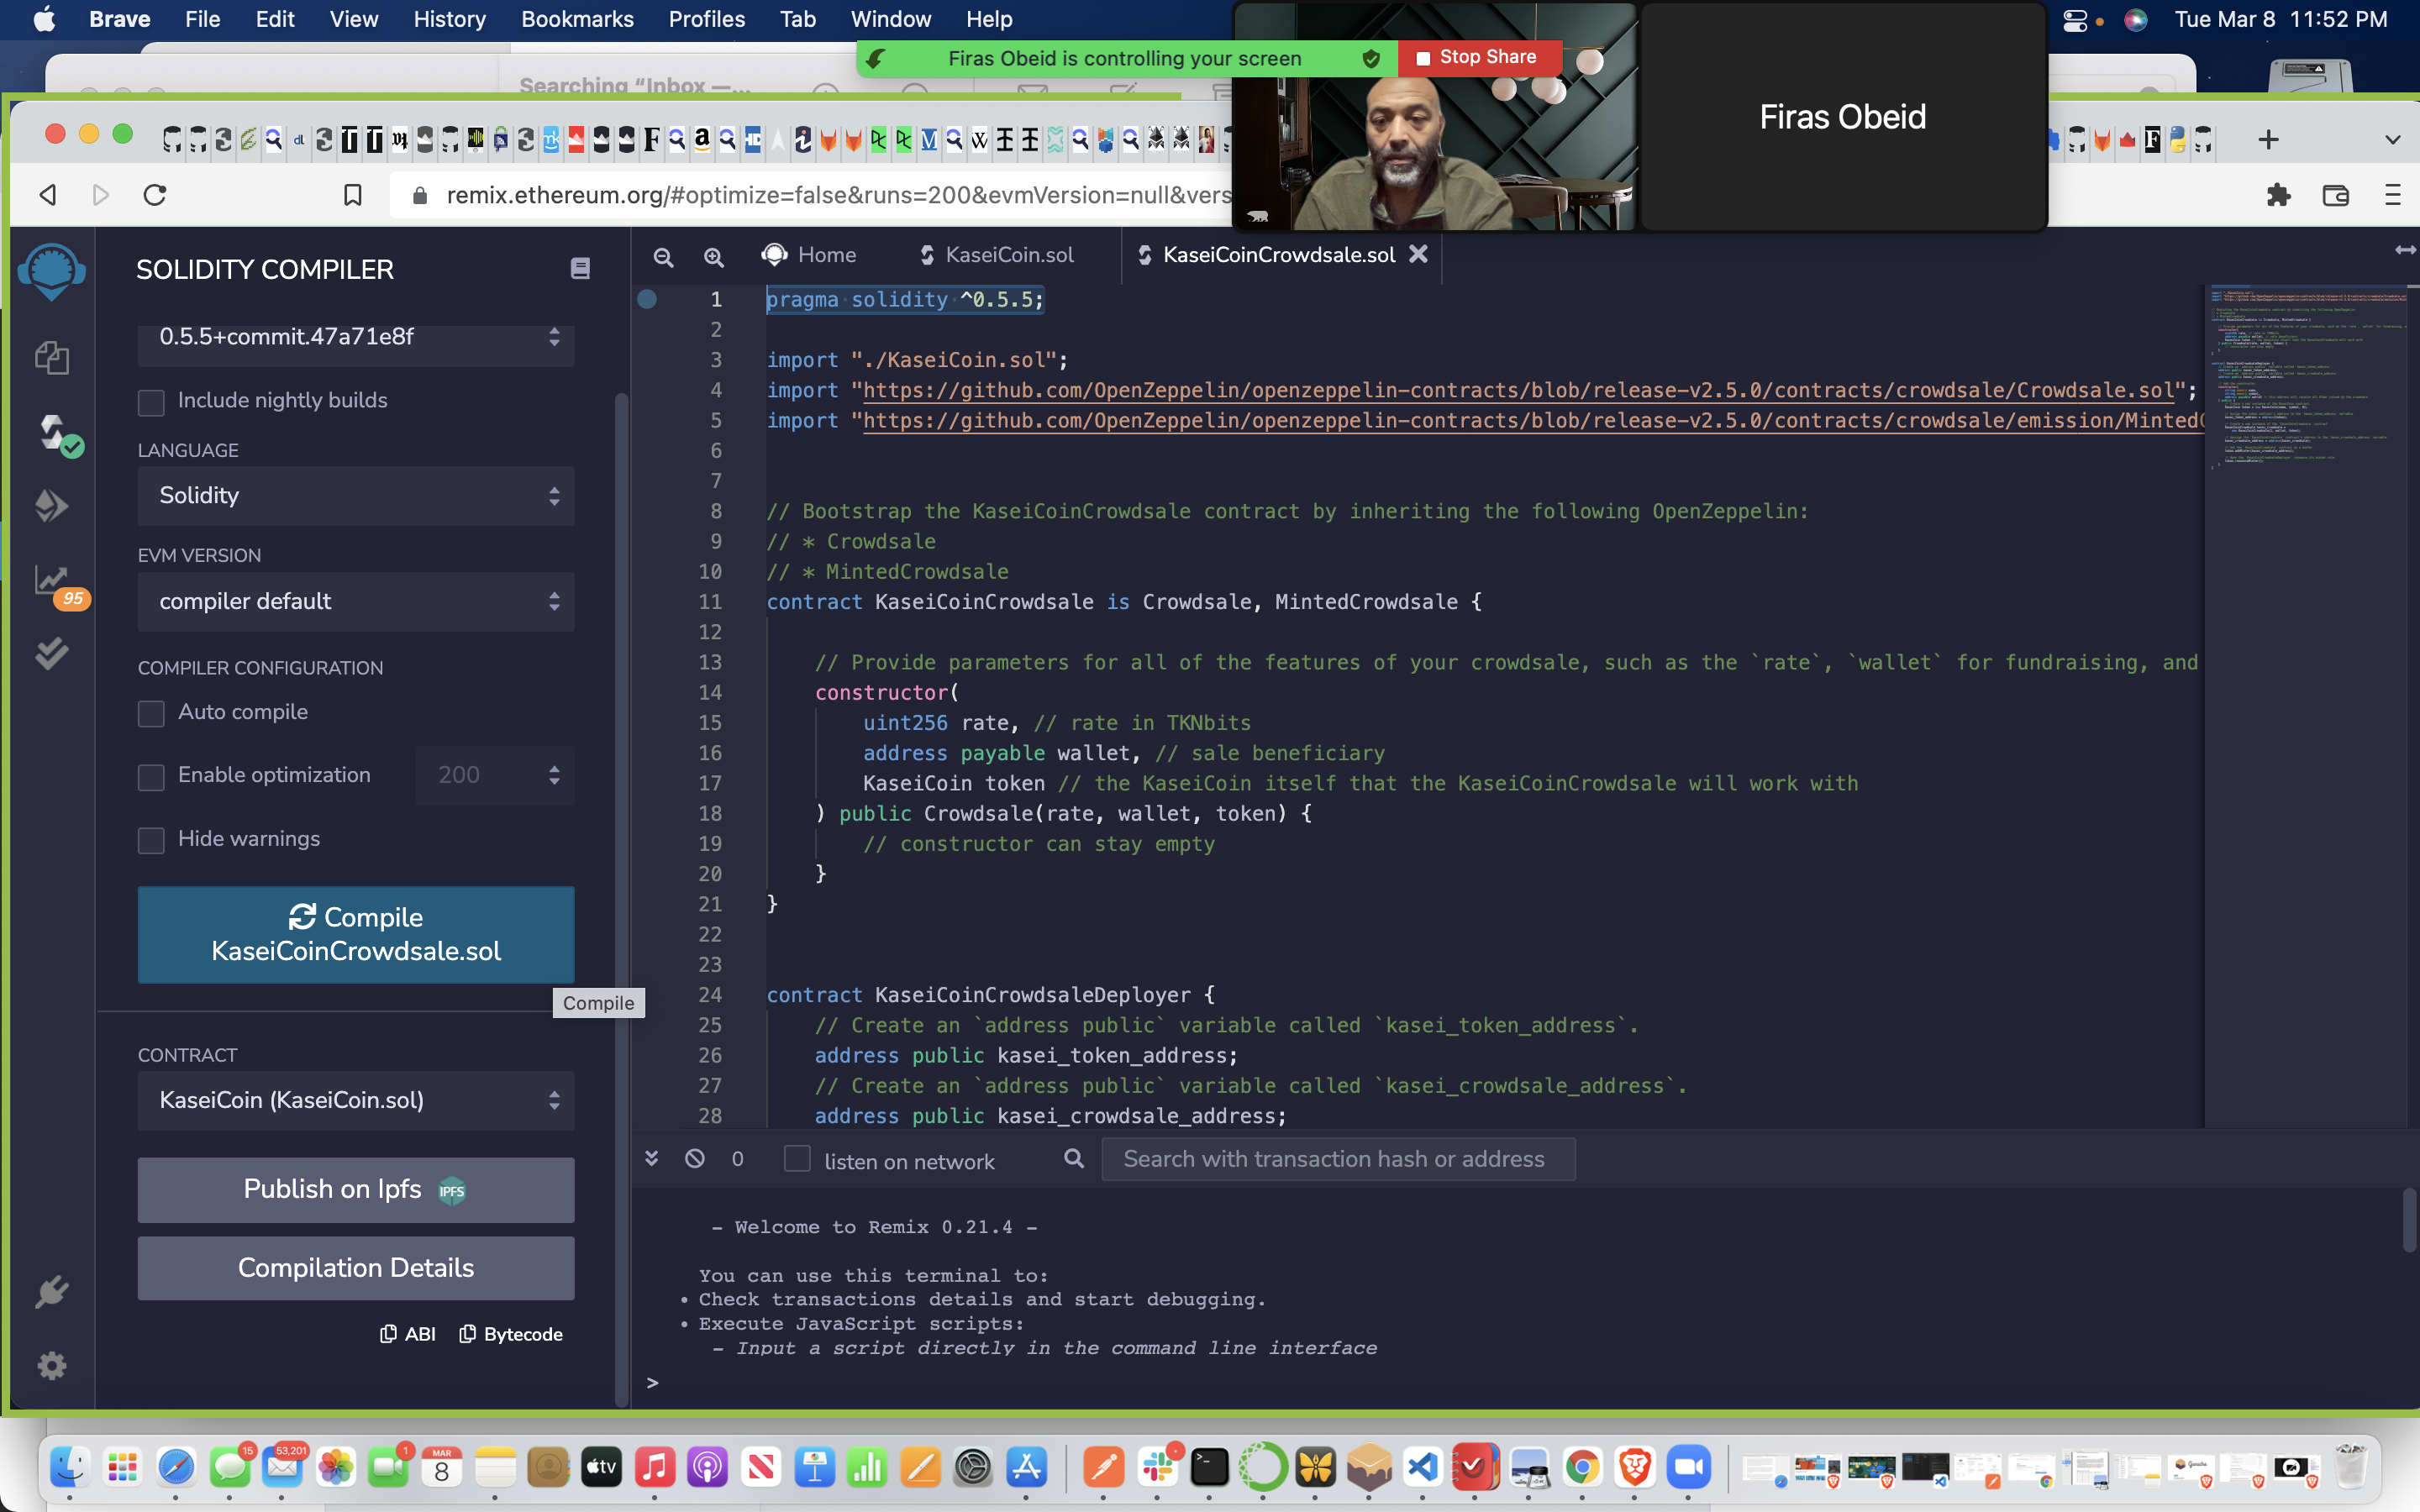 Brave File Edit View History Bookmarks Profiles Tab Window Help
Tue Mar 8 11:52 PM
Searching “Inbox —...
Firas Obeid is controlling your screen
Stop Share
Firas Obeid
remix.ethereum.org/#optimize=false&runs=200&evmVersion=null&vers
SOLIDITY COMPILER
0.5.5+commit.47a71e8f
Include nightly builds
LANGUAGE
Solidity
EVM VERSION
compiler default
COMPILER CONFIGURATION
Auto compile
Enable optimization
200
Hide warnings
Compile
KaseiCoinCrowdsale.sol
Compile
CONTRACT
KaseiCoin (KaseiCoin.sol)
Publish on Ipfs
IPFS
Compilation Details
ABI
Bytecode
95
Home
KaseiCoin.sol
KaseiCoinCrowdsale.sol
1 pragma solidity ^0.5.5;
2
3 import "./KaseiCoin.sol";
4 import "https://github.com/OpenZeppelin/openzeppelin-contracts/blob/release-v2.5.0/contracts/crowdsale/Crowdsale.sol";
5 import "https://github.com/OpenZeppelin/openzeppelin-contracts/blob/release-v2.5.0/contracts/crowdsale/emission/MintedC
6
7
8 // Bootstrap the KaseiCoinCrowdsale contract by inheriting the following OpenZeppelin:
9 // * Crowdsale
10 // * MintedCrowdsale
11 contract KaseiCoinCrowdsale is Crowdsale, MintedCrowdsale {
12
13 // Provide parameters for all of the features of your crowdsale, such as the `rate`, `wallet` for fundraising, and
14 constructor(
15 uint256 rate, // rate in TKNbits
16 address payable wallet, // sale beneficiary
17 KaseiCoin token // the KaseiCoin itself that the KaseiCoinCrowdsale will work with
18 ) public Crowdsale(rate, wallet, token) {
19 // constructor can stay empty
20 }
21 }
22
23
24 contract KaseiCoinCrowdsaleDeployer {
25 // Create an `address public` variable called `kasei_token_address`.
26 address public kasei_token_address;
27 // Create an `address public` variable called `kasei_crowdsale_address`.
28 address public kasei_crowdsale_address;
0
listen on network
Search with transaction hash or address
- Welcome to Remix 0.21.4 -
You can use this terminal to:
• Check transactions details and start debugging.
• Execute JavaScript scripts:
- Input a script directly in the command line interface
>
15
53,201
1
MAR
8
tv